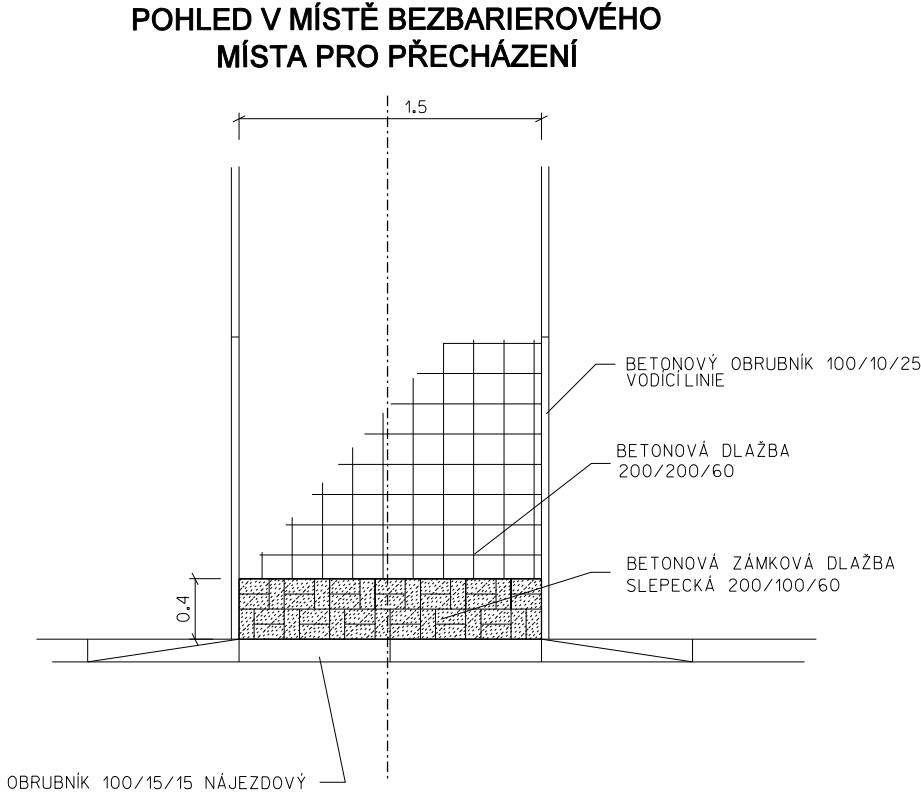 POHLED V MÍSTĚ BEZBARIEROVÉHO
MÍSTA PRO PŘECHÁZENÍ
1.5
BETONOVÝ OBRUBNÍK 100/10/25
VODÍCÍ LINIE
BETONOVÁ DLAŽBA
200/200/60
BETONOVÁ ZÁMKOVÁ DLAŽBA
SLEPECKÁ 200/100/60
0.4
OBRUBNÍK 100/15/15 NÁJEZDOVÝ